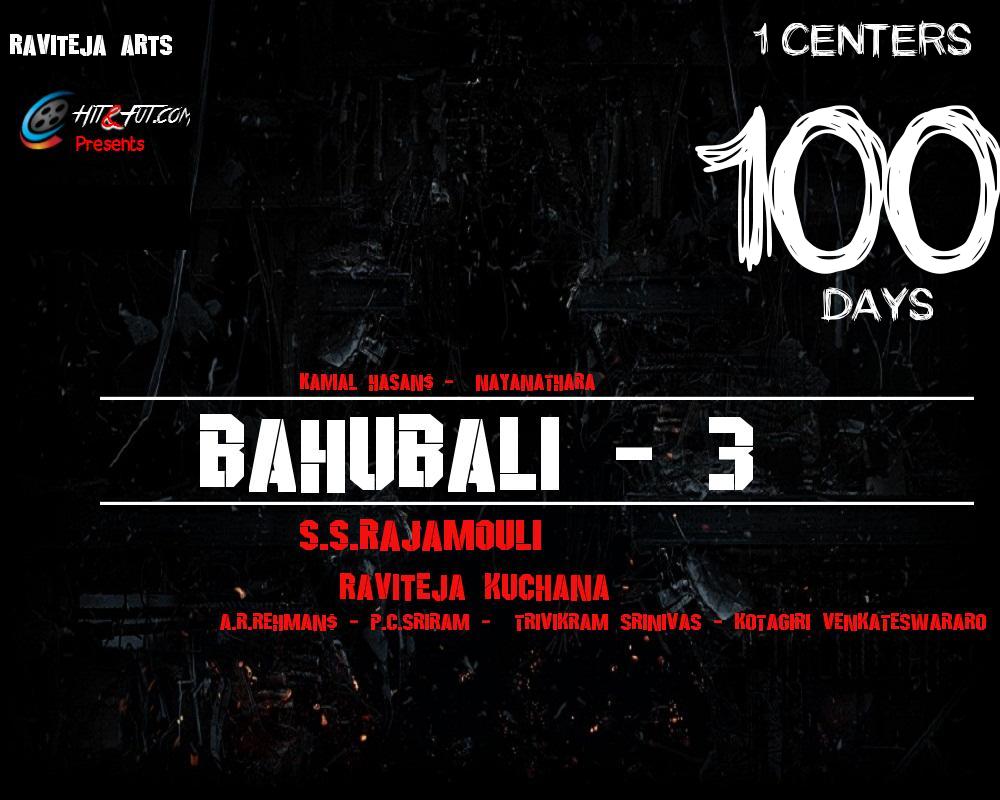 RAVITEJA ARTS
HIT&FUT.COM
Presents
1 CENTERS
100
DAYS
KAMAL HASAN$ - NAYANATHARA
BAHUBALI - 3
S.S.RAJAMOULI
RAVITEJA KUCHANA
A.R.REHMAN$ - P.C.SRIRAM - TRIVIKRAM SRINIVAS - KOTAGIRI VENKATESWARARO